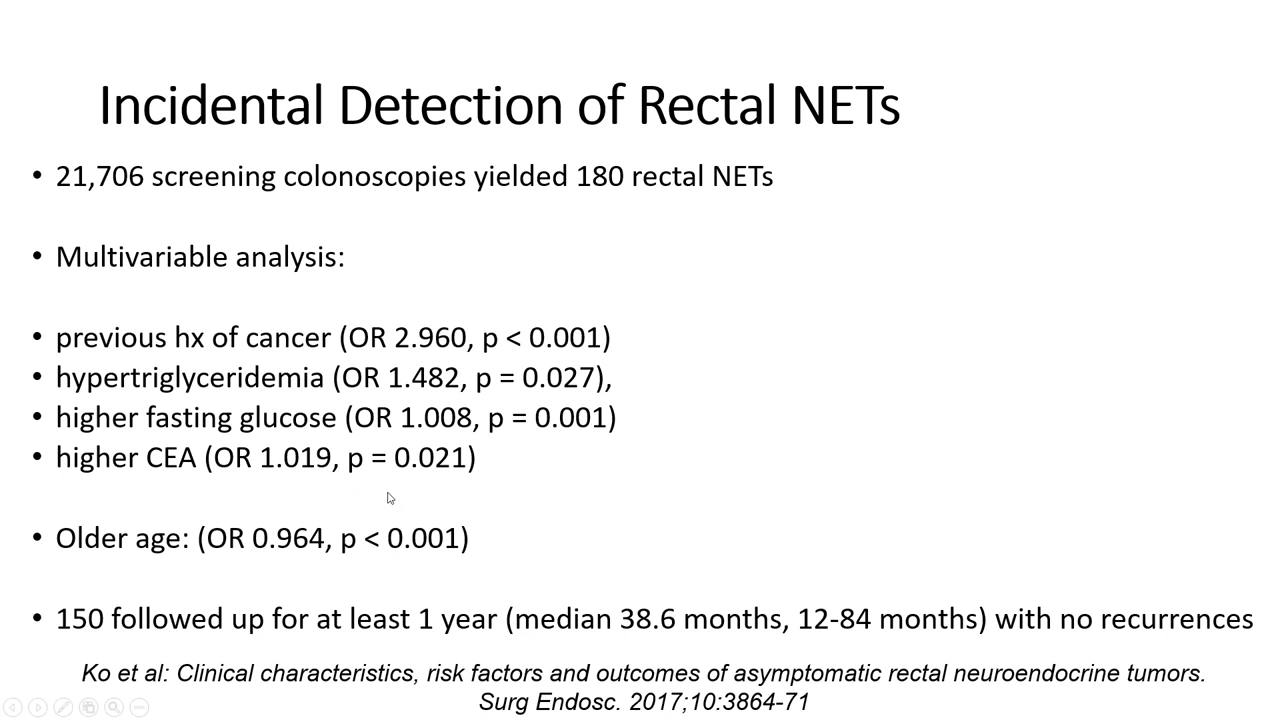 Incidental Detection of Rectal NETs
• 21,706 screening colonoscopies yielded 180 rectal NETs
• Multivariable analysis:
• previous hx of cancer (OR 2.960, p < 0.001)
• hypertriglyceridemia (OR 1.482, p = 0.027),
• higher fasting glucose (OR 1.008, p = 0.001)
• higher CEA (OR 1.019, p = 0.021)
• Older age: (OR 0.964, p < 0.001)
• 150 followed up for at least 1 year (median 38.6 months, 12-84 months) with no recurrences
Ko et al: Clinical characteristics, risk factors and outcomes of asymptomatic rectal neuroendocrine tumors.
Surg Endosc. 2017;10:3864-71